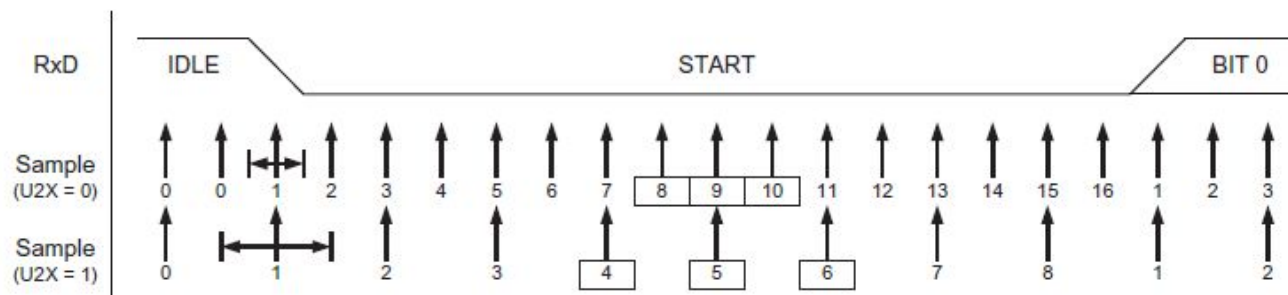 RxD IDLE START BIT 0
Sample
(U2X = 0)
0 0 1 2 3 4 5 6 7 8 9 10 11 12 13 14 15 16 1 2 3
Sample
(U2X = 1)
0 1 2 3 4 5 6 7 8 1 2